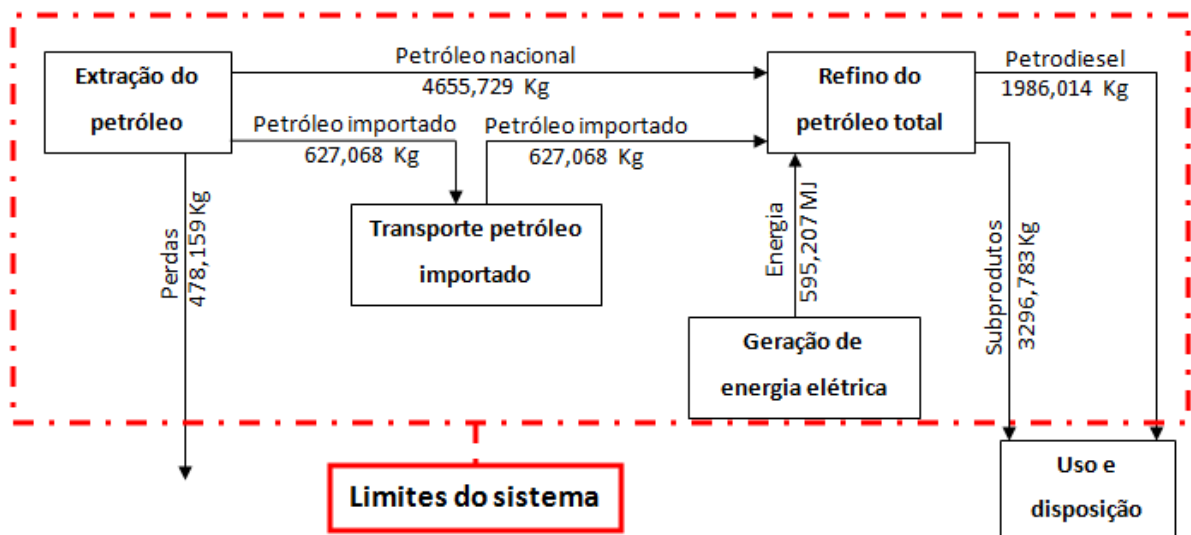 Extração do
petróleo
Petróleo nacional
4655,729 Kg
Petróleo importado
627,068 Kg
Petróleo importado
627,068 Kg
Refino do
petróleo total
Petrodiesel
1986,014 Kg
Perdas
478,159 Kg
Transporte petróleo
importado
Energia
595,207 MJ
Subprodutos
3296,783 Kg
Geração de
energia elétrica
Limites do sistema
Uso e
disposição